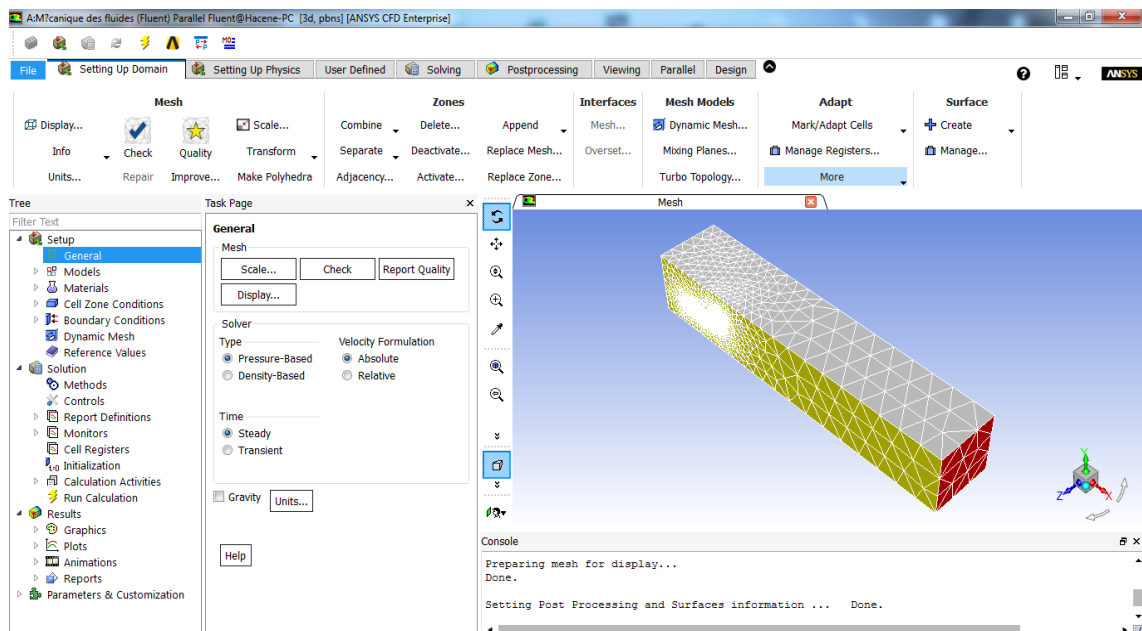 A:M?canique des fluides (Fluent) Parallel Fluent@Hacene-PC [3d, pbns] [ANSYS CFD Enterprise]
File Setting Up Domain Setting Up Physics User Defined Solving Postprocessing Viewing Parallel Design ANSYS
Mesh Zones Interfaces Mesh Models Adapt Surface
Display... Scale... Combine Delete... Append Mesh... Dynamic Mesh... Mark/Adapt Cells Create
Info Check Quality Transform Separate Deactivate... Replace Mesh... Overset... Mixing Planes... Manage Registers... Manage...
Units... Repair Improve... Make Polyhedra Adjacency... Activate... Replace Zone... Turbo Topology... More
Tree
Filter Text
Setup
General
Models
Materials
Cell Zone Conditions
Boundary Conditions
Dynamic Mesh
Reference Values
Solution
Methods
Controls
Report Definitions
Monitors
Cell Registers
Initialization
Calculation Activities
Run Calculation
Results
Graphics
Plots
Animations
Reports
Parameters & Customization
Task Page
General
Mesh
Scale... Check Report Quality
Display...
Solver
Type Velocity Formulation
Pressure-Based Absolute
Density-Based Relative
Time
Steady
Transient
Gravity Units...
Help
Mesh
Y
Z X
Console
Preparing mesh for display...
Done.
Setting Post Processing and Surfaces information ... Done.